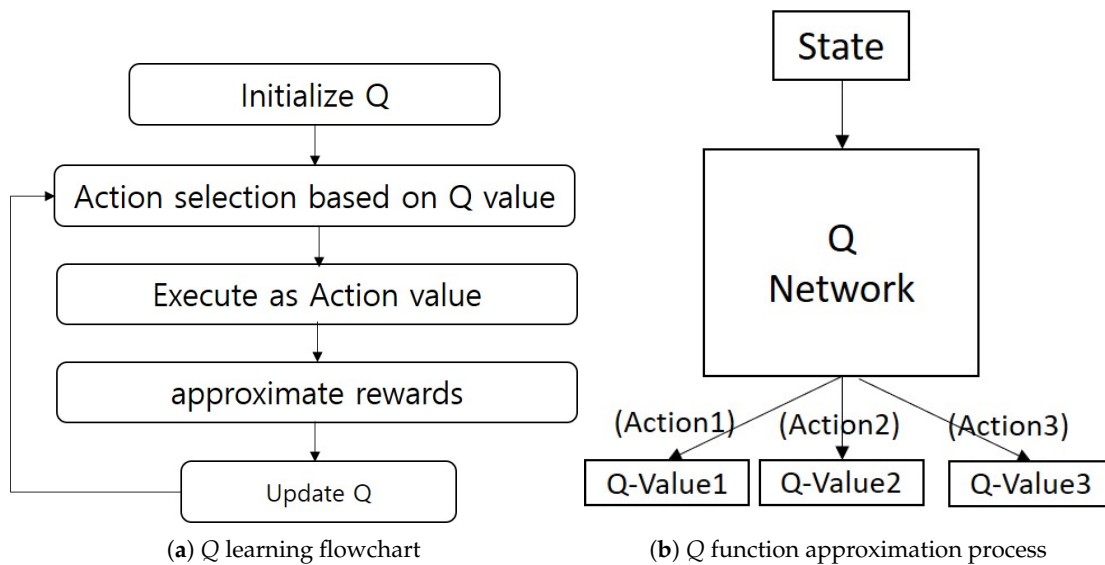 Initialize Q
Action selection based on Q value
Execute as Action value
approximate rewards
Update Q
(a) Q learning flowchart
State
Q
Network
(Action1) (Action2) (Action3)
Q-Value1 Q-Value2 Q-Value3
(b) Q function approximation process